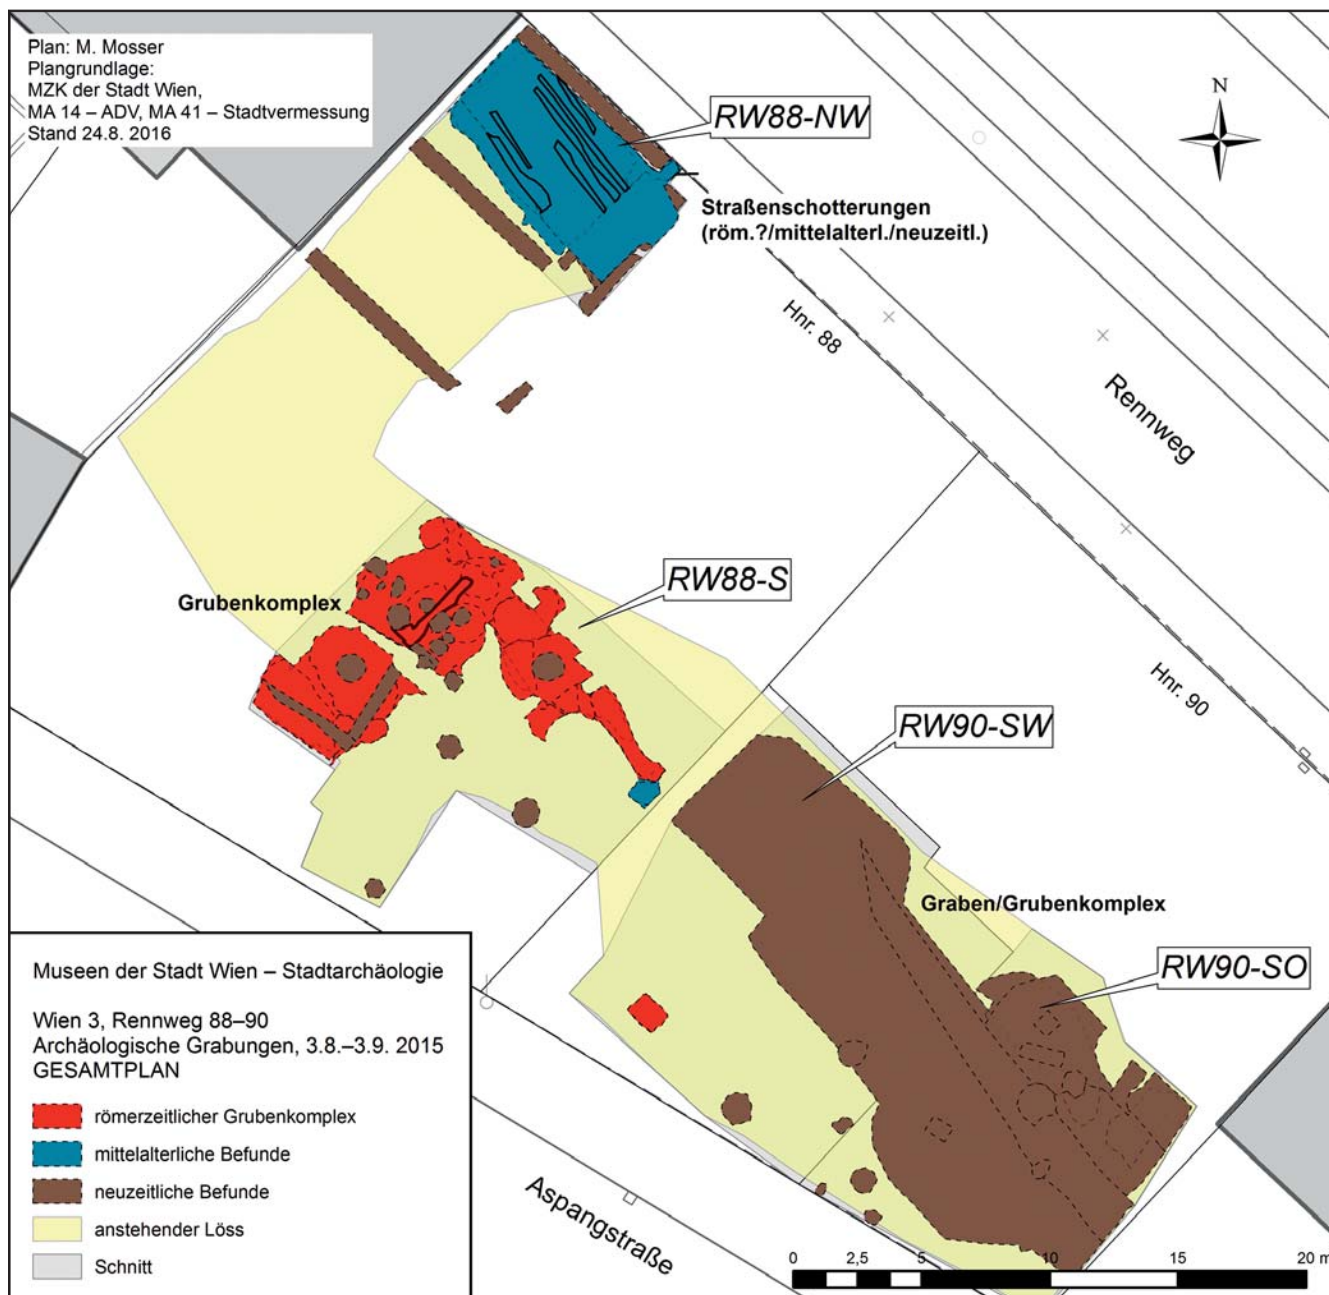 Plan: M. Mosser
Plangrundlage:
MZK der Stadt Wien,
MA 14 – ADV, MA 41 – Stadtvermessung
Stand 24.8. 2016
N
RW88-NW
Straßenschotterungen
(röm.?/mittelalterl./neuzeitl.)
Hnr. 88
Rennweg
RW88-S
Grubenkomplex
Hnr. 90
RW90-SW
Graben/Grubenkomplex
RW90-SO
Museen der Stadt Wien – Stadtarchäologie
Wien 3, Rennweg 88–90
Archäologische Grabungen, 3.8.–3.9. 2015
GESAMTPLAN
römerzeitlicher Grubenkomplex
mittelalterliche Befunde
neuzeitliche Befunde
anstehender Löss
Schnitt
Aspangstraße
0 2,5 5 10 15 20 m